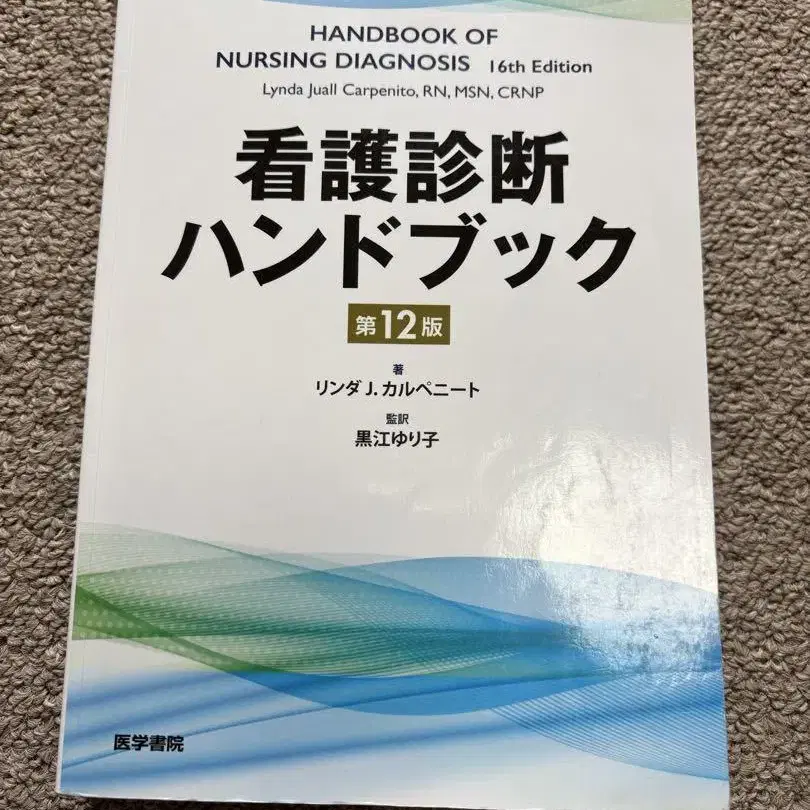 HANDBOOK OF
NURSING DIAGNOSIS 16th Edition
Lynda Juall Carpenito, RN, MSN, CRNP
看護診断
ハンドブック
第12版
著
リンダ J. カルペニート
監訳
黒江ゆり子
医学書院